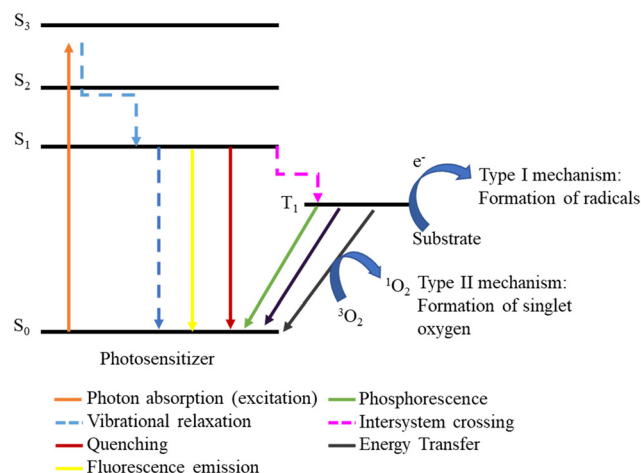 S3
S2
S1
e-
Type I mechanism:
Formation of radicals
T1
Substrate
1O2
Type II mechanism:
Formation of singlet
oxygen
3O2
S0
Photosensitizer
Photon absorption (excitation)
Phosphorescence
Vibrational relaxation
Intersystem crossing
Quenching
Energy Transfer
Fluorescence emission